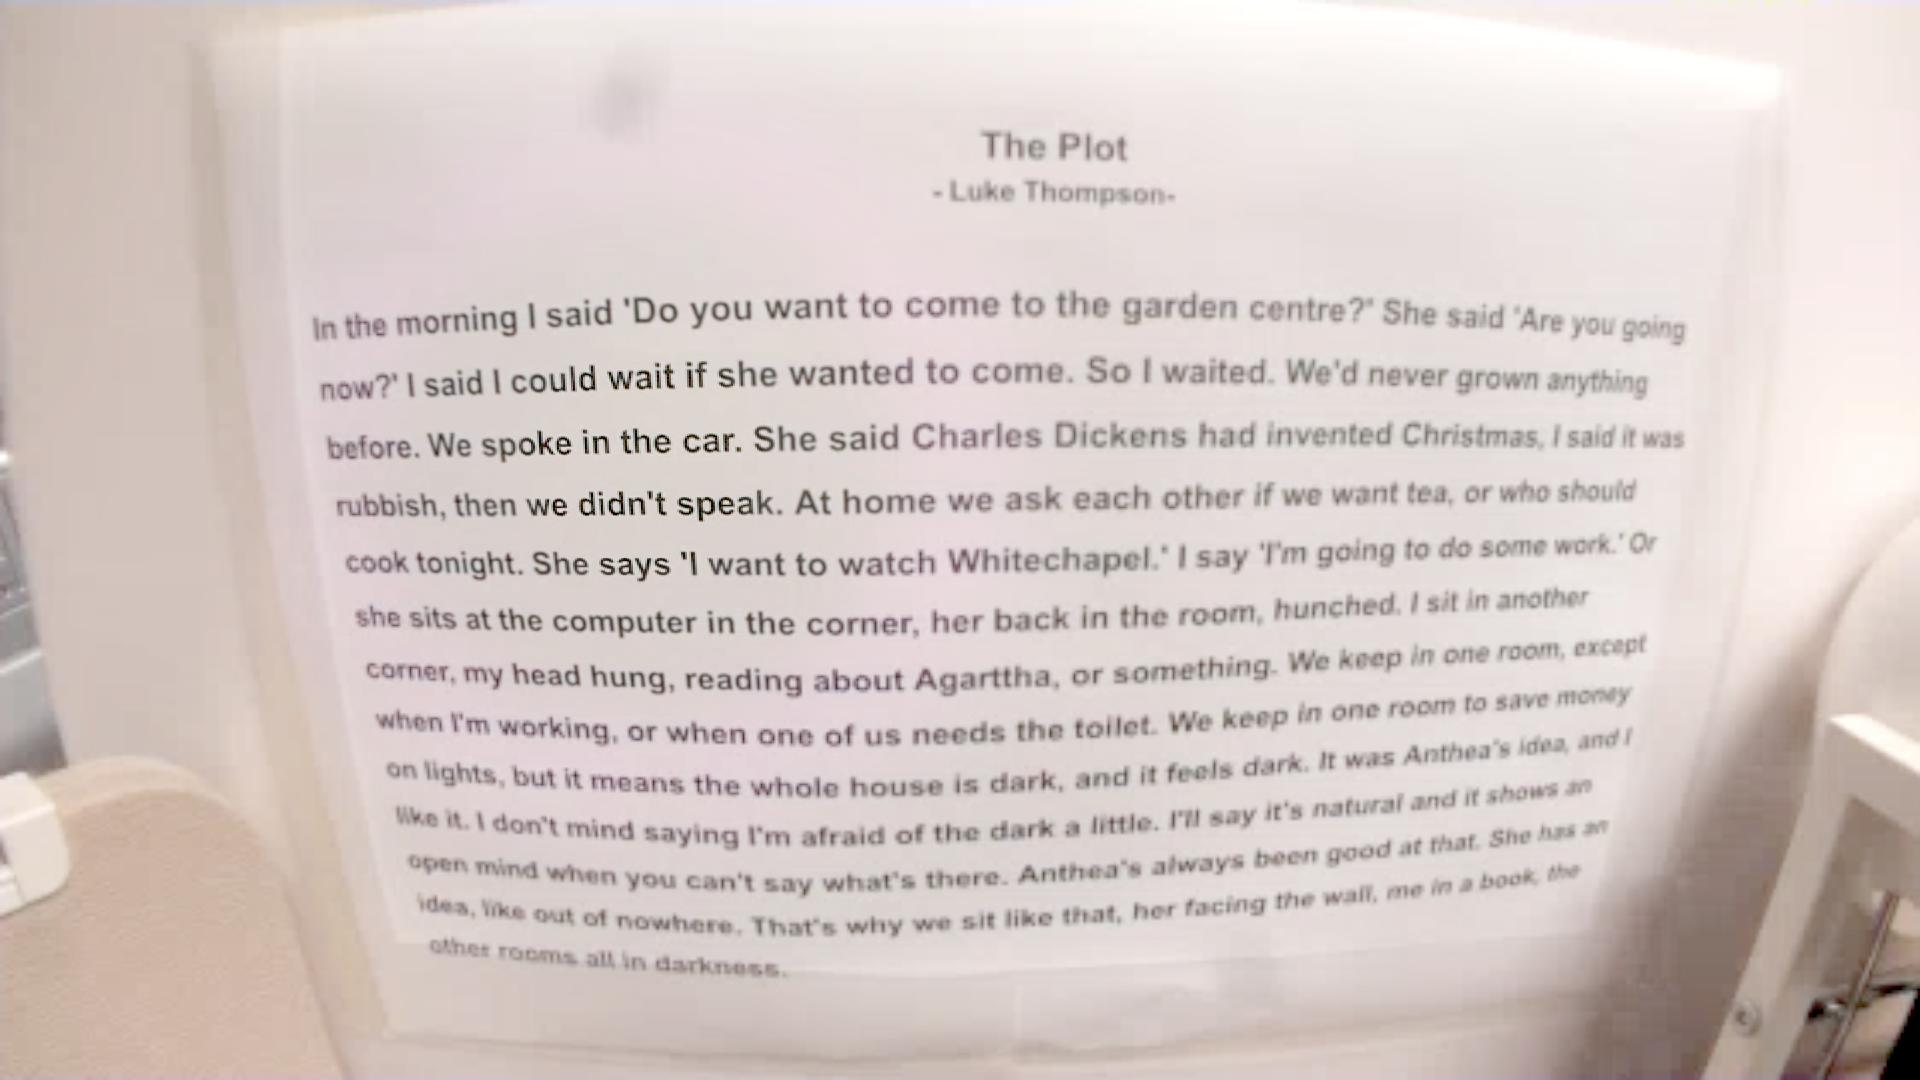 The Plot
- Luke Thompson-
In the morning I said 'Do you want to come to the garden centre?' She said 'Are you going
now?' I said I could wait if she wanted to come. So I waited. We'd never grown anything
before. We spoke in the car. She said Charles Dickens had invented Christmas, I said it was
rubbish, then we didn't speak. At home we ask each other if we want tea, or who should
cook tonight. She says 'I want to watch Whitechapel.' I say 'I'm going to do some work.' Or
she sits at the computer in the corner, her back in the room, hunched. I sit in another
corner, my head hung, reading about Agarttha, or something. We keep in one room, except
when I'm working, or when one of us needs the toilet. We keep in one room to save money
on lights, but it means the whole house is dark, and it feels dark. It was Anthea's idea, and I
like it. I don't mind saying I'm afraid of the dark a little. I'll say it's natural and it shows an
open mind when you can't say what's there. Anthea's always been good at that. She has an
idea, like out of nowhere. That's why we sit like that, her facing the wall, me in a book, the
other rooms all in darkness.